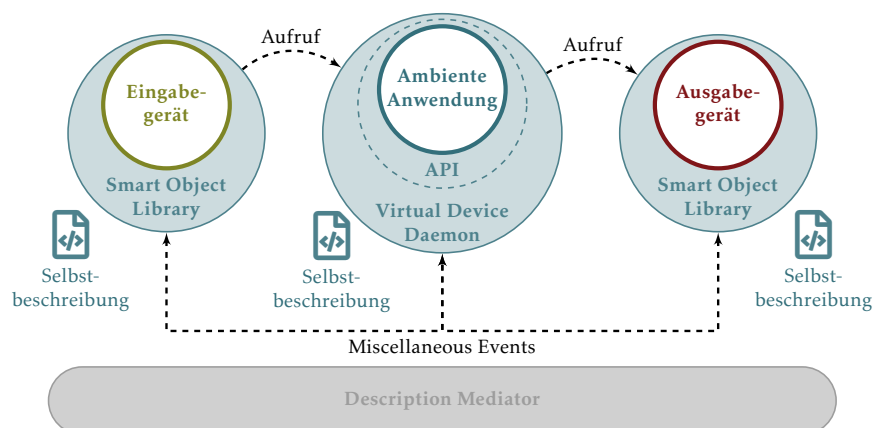 Aufruf
Aufruf
Eingabe-
gerät
Ambiente
Anwendung
Ausgabe-
gerät
API
Smart Object
Library
Virtual Device
Daemon
Smart Object
Library
Selbst-
beschreibung
Selbst-
beschreibung
Selbst-
beschreibung
Miscellaneous Events
Description Mediator